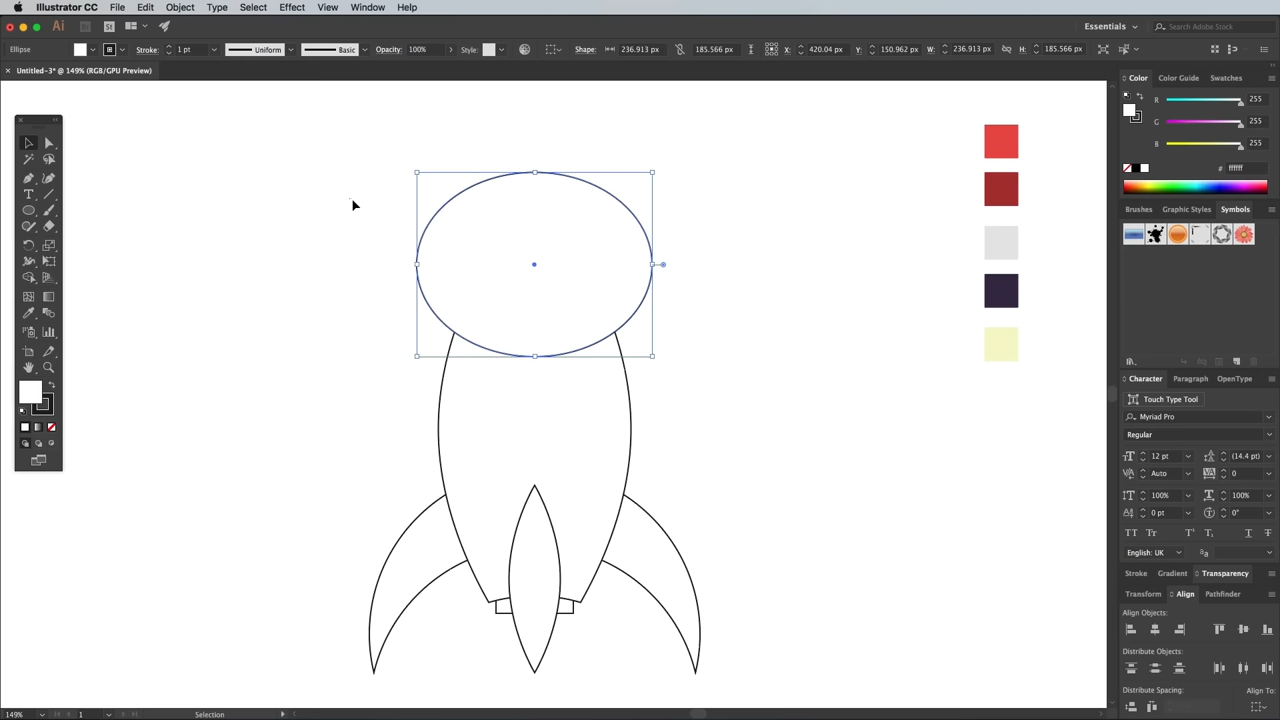 Illustrator CC File Edit Object Type Select Effect View Window Help
Ai Br St Essentials Search Adobe Stock
Ellipse Stroke: 1 pt Uniform Basic Opacity: 100% Style: Shape: 236.913 px 185.566 px X: 420.04 px Y: 150.962 px W: 236.913 px H: 185.566 px
Untitled-3* @ 149% (RGB/GPU Preview)
Color Color Guide Swatches
R 255
G 255
B 255
# ffffff
Brushes Graphic Styles Symbols
Character Paragraph OpenType
Touch Type Tool
Myriad Pro
Regular
12 pt (14.4 pt)
Auto 0
100% 100%
0 pt 0°
English: UK
Stroke Gradient Transparency
Transform Align Pathfinder
Align Objects:
Distribute Objects:
Distribute Spacing: Align To:
149% 1 Selection